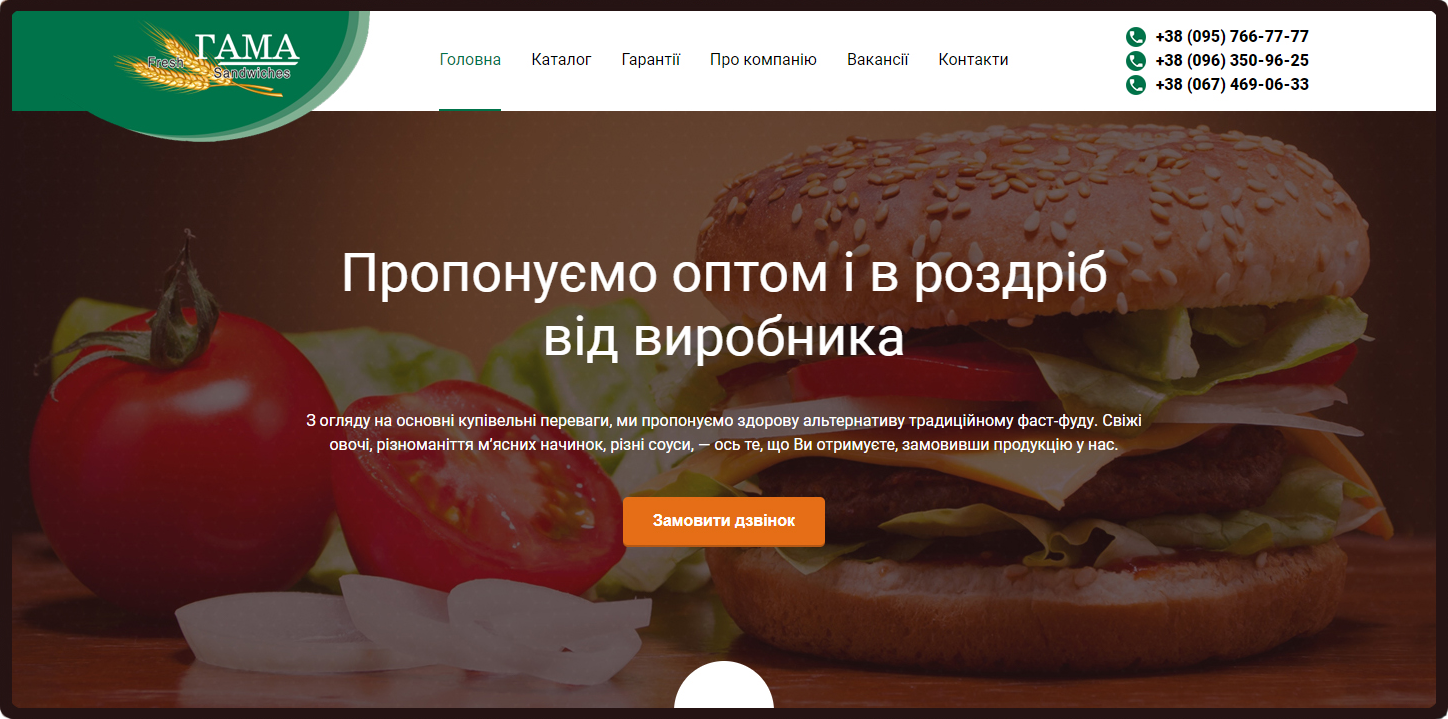 ГАМА
Fresh
Sandwiches
Головна Каталог Гарантії Про компанію Вакансії Контакти
+38 (095) 766-77-77
+38 (096) 350-96-25
+38 (067) 469-06-33
Пропонуємо оптом і в роздріб
від виробника
З огляду на основні купівельні переваги, ми пропонуємо здорову альтернативу традиційному фаст-фуду. Свіжі
овочі, різноманіття м’ясних начинок, різні соуси, — ось те, що Ви отримуєте, замовивши продукцію у нас.
Замовити дзвінок